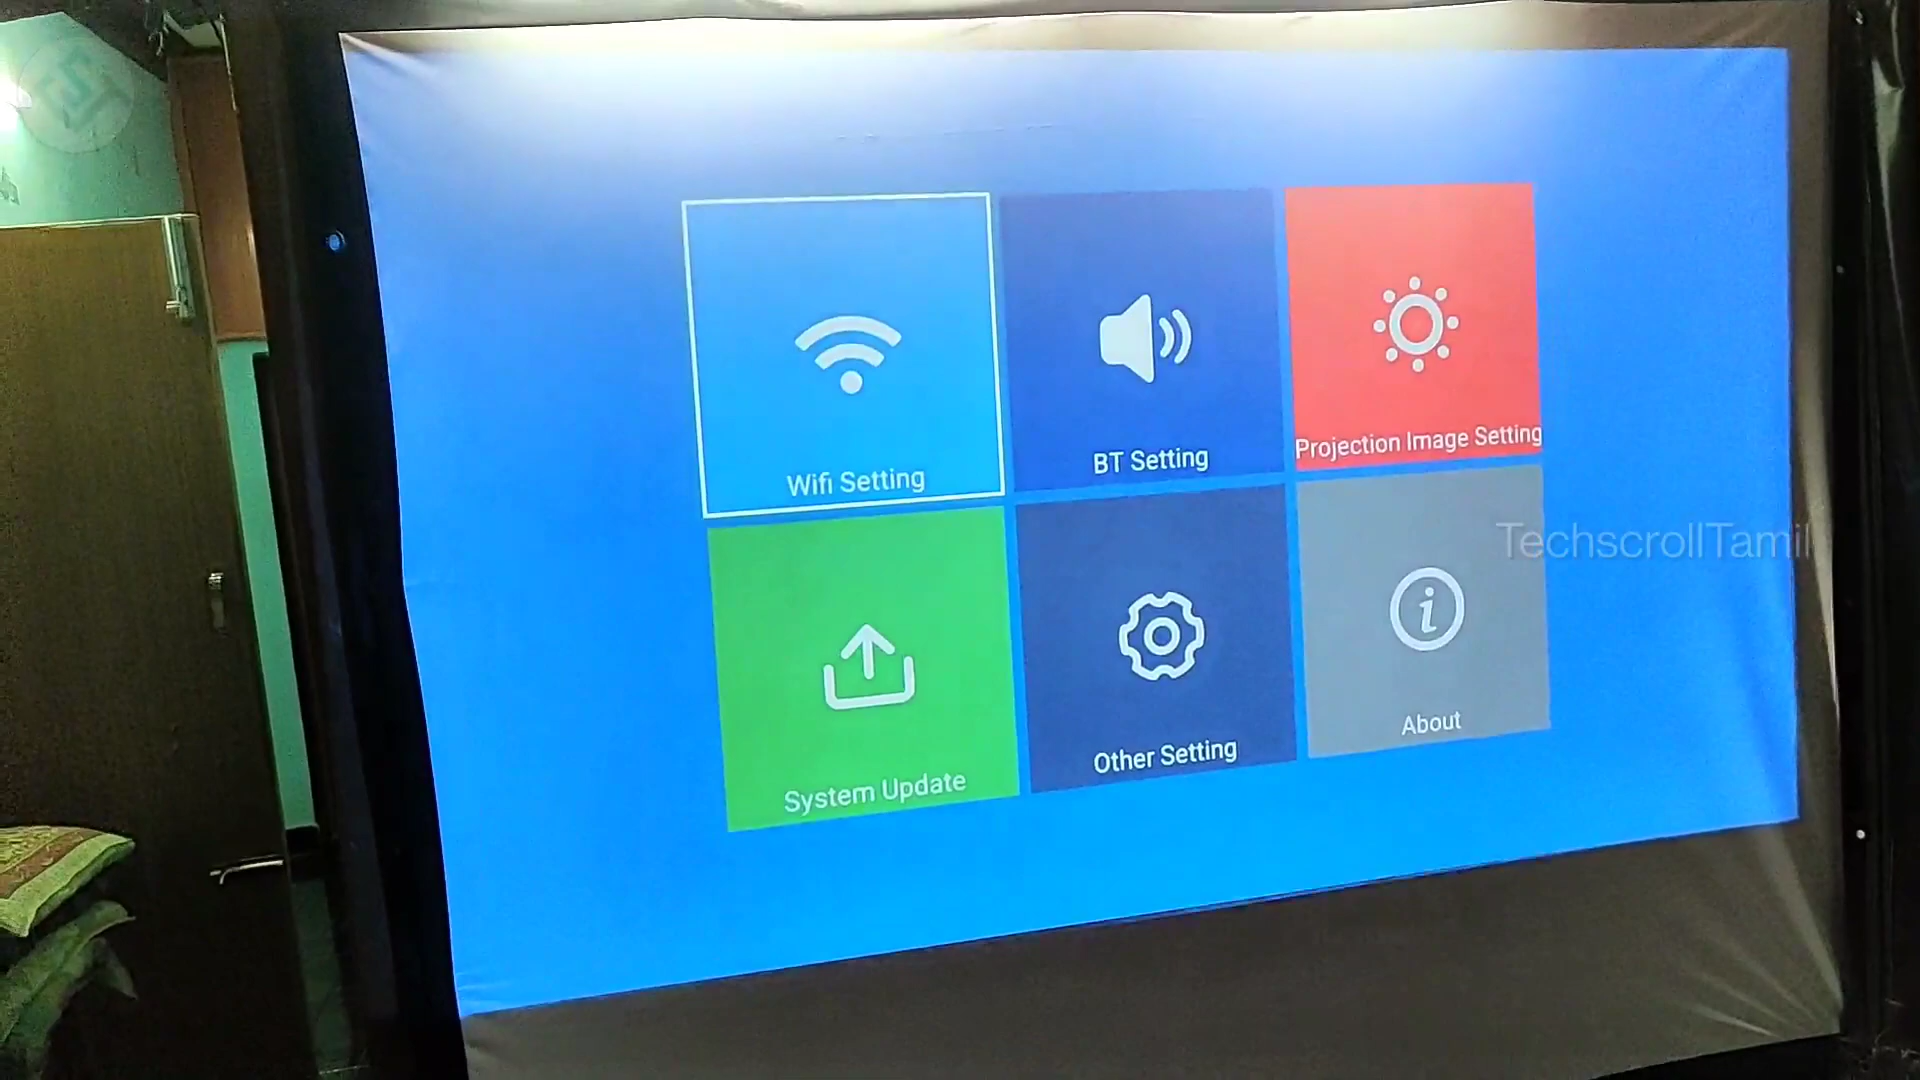 Wifi Setting
BT Setting
Projection Image Setting
System Update
Other Setting
About
TechscrollTamil